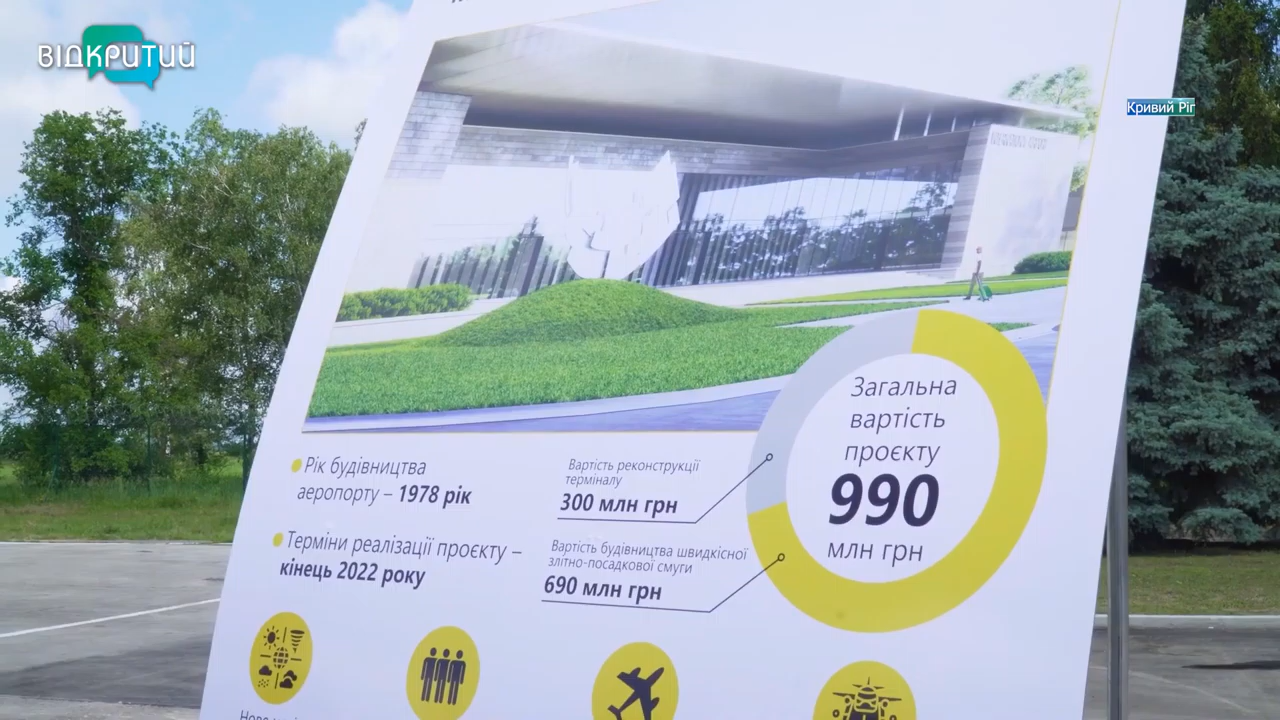 ВІДКРИТИЙ
Кривий Ріг
Загальна
вартість
проєкту
990
млн грн
Рік будівництва
аеропорту – 1978 рік
Вартість реконструкції
терміналу
300 млн грн
Терміни реалізації проєкту –
кінець 2022 року
Вартість будівництва швидкісної
злітно-посадкової смуги
690 млн грн